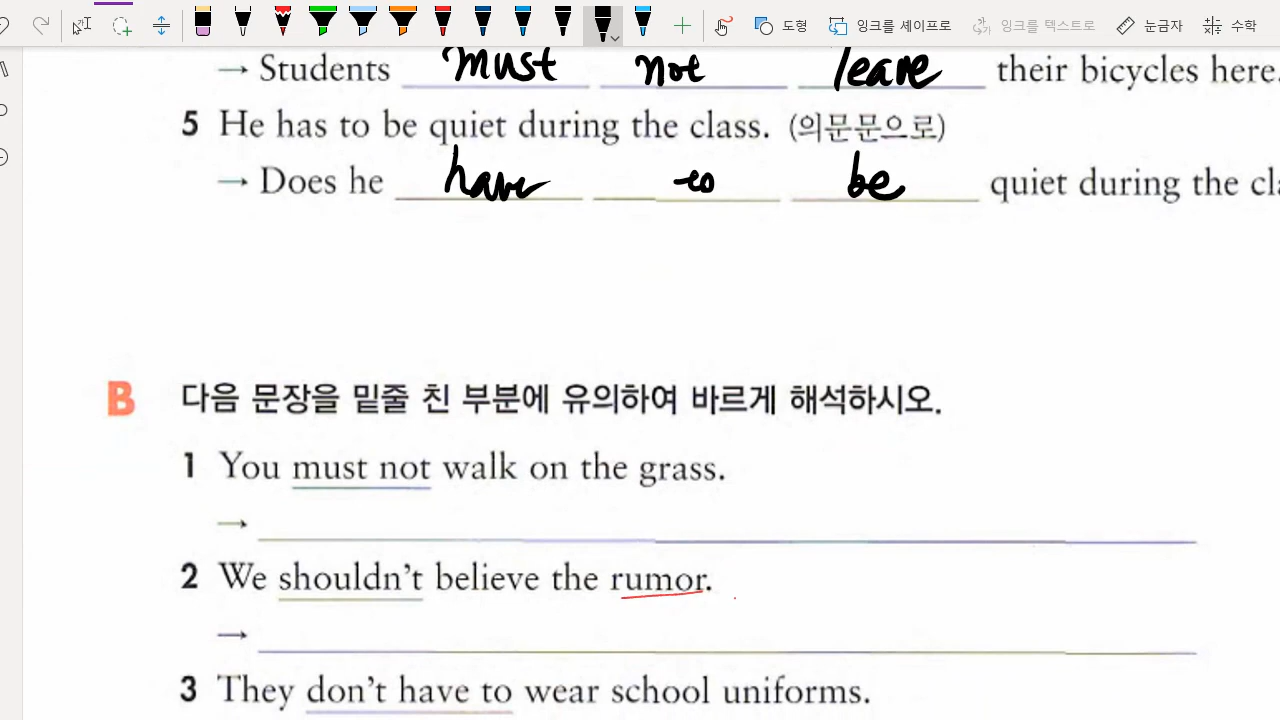 도형 잉크를 셰이프로 잉크를 텍스트로 눈금자 수학
→ Students must not leave their bicycles here.
5 He has to be quiet during the class. (의문문으로)
→ Does he have to be quiet during the
B 다음 문장을 밑줄 친 부분에 유의하여 바르게 해석하시오.
1 You must not walk on the grass.
→
2 We shouldn't believe the rumor.
→
3 They don't have to wear school uniforms.